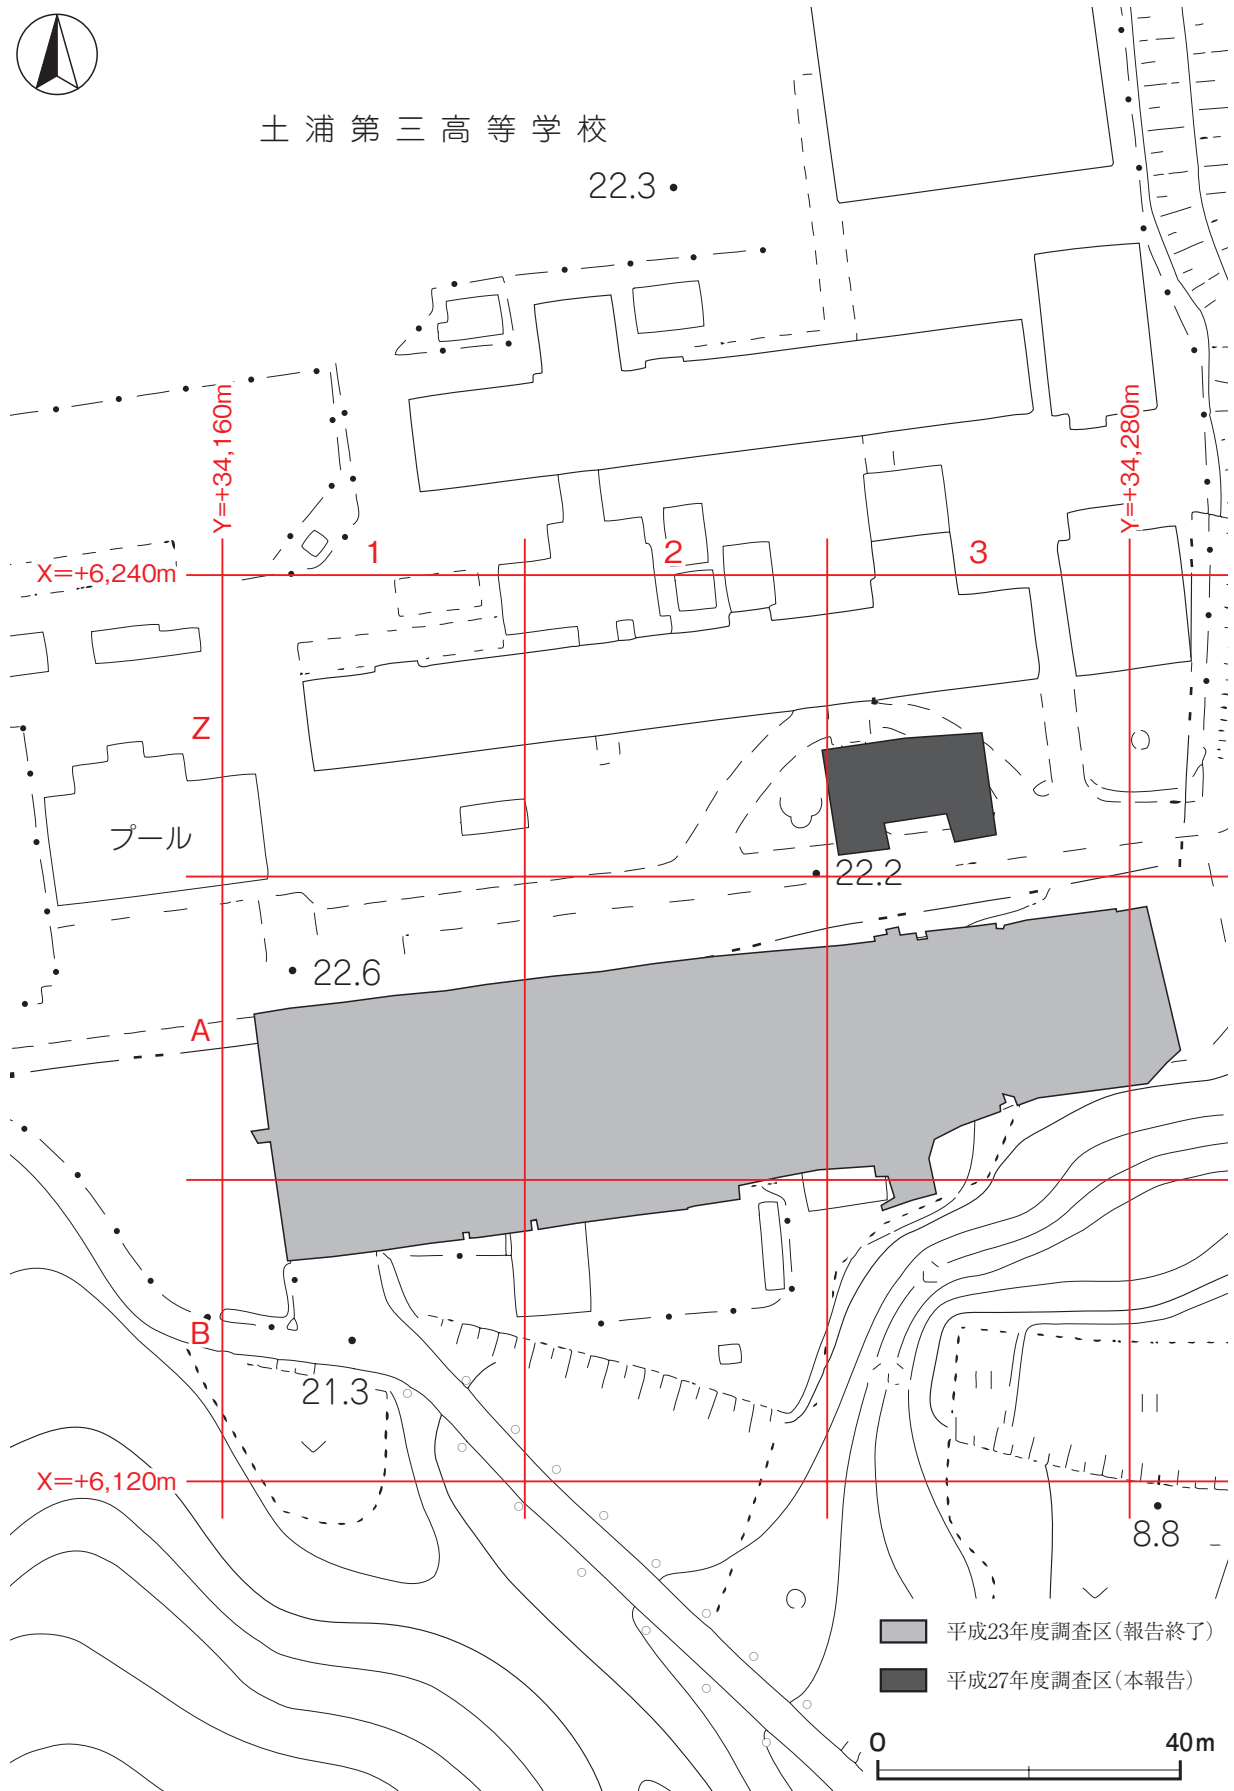 土浦第三高等学校
22.3
Y=+34,160m
Y=+34,280m
1
2
3
X=+6,240m
Z
プール
22.2
22.6
A
B
21.3
X=+6,120m
8.8
平成23年度調査区(報告終了)
平成27年度調査区(本報告)
0
40m